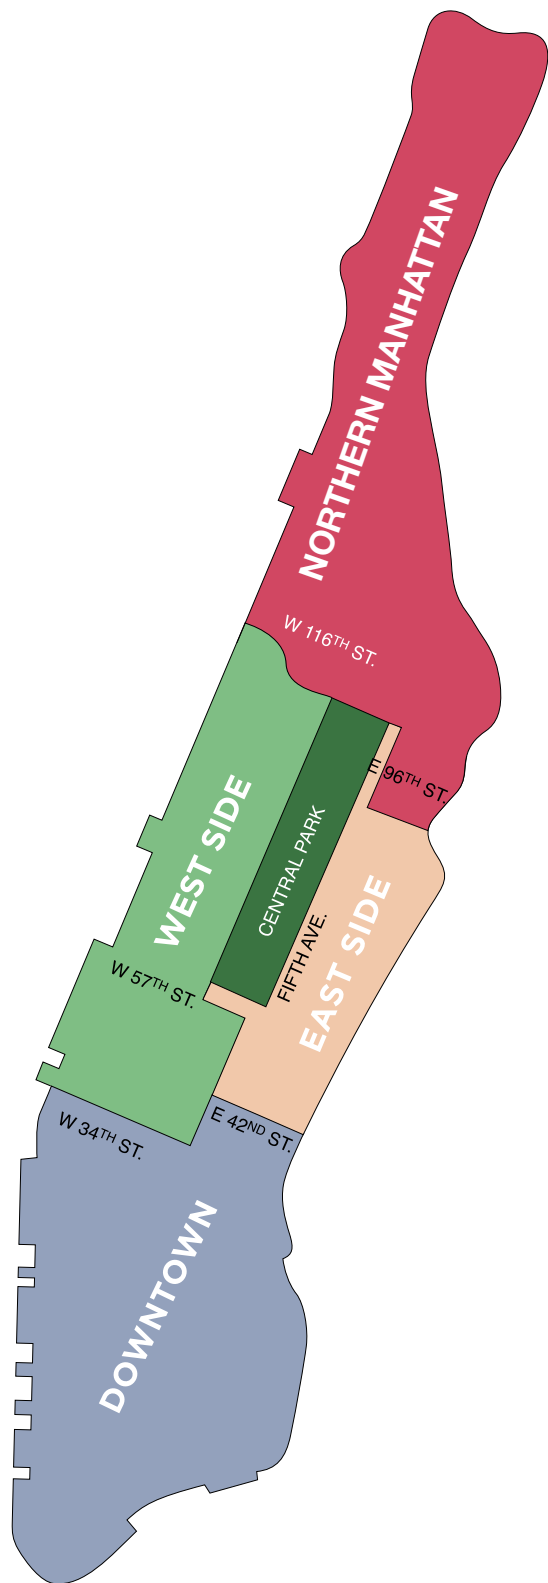 NORTHERN MANHATTAN
W 116TH ST.
E 96TH ST.
WEST SIDE
CENTRAL PARK
FIFTH AVE.
EAST SIDE
W 57TH ST.
E 42ND ST.
W 34TH ST.
DOWNTOWN